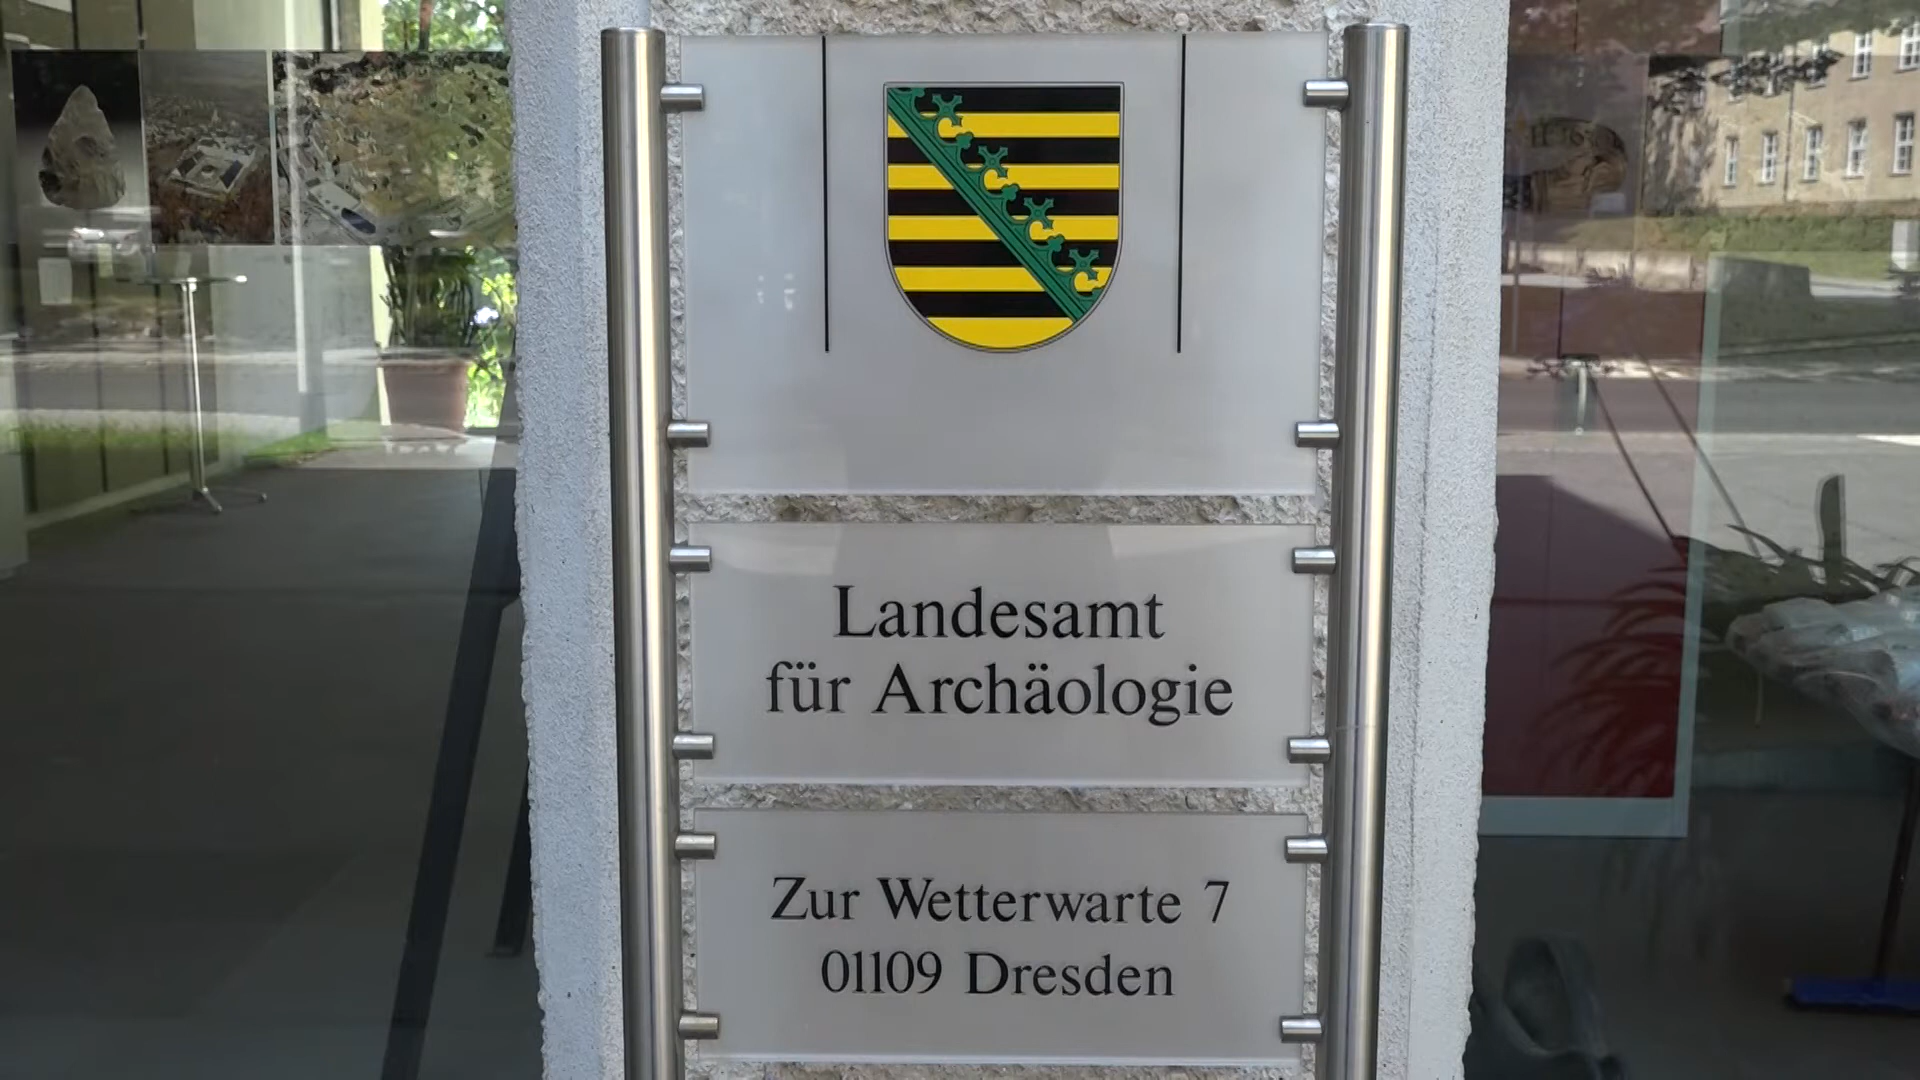 Landesamt
für Archäologie
Zur Wetterwarte 7
01109 Dresden